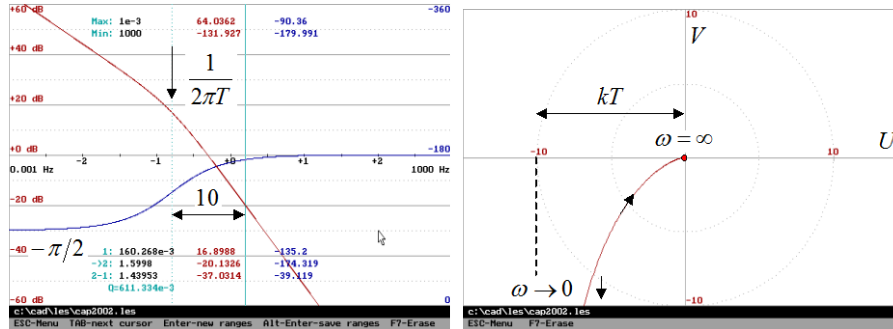 +60 dB
Max: 1e-3 64.0362 -90.36 -360
Min: 1000 -131.927 -179.991
+40 dB
1
2πT
+20 dB
+0 dB -180
0.001 Hz -2 -1 +0 +1 +2 1000 Hz
-20 dB
10
-π/2
-40 dB
1: 160.268e-3 16.8988 -135.2
->2: 1.5998 -20.1326 -174.319
2-1: 1.43953 -37.0314 -39.119
Q=611.334e-3
-60 dB 0
c:\cad\les\cap2002.les
ESC-Menu TAB-next cursor Enter-new ranges Alt-Enter-save ranges F7-Erase
10
V
kT
ω=∞
U
-10 10
ω→0
-10
c:\cad\les\cap2002.les
ESC-Menu F7-Erase